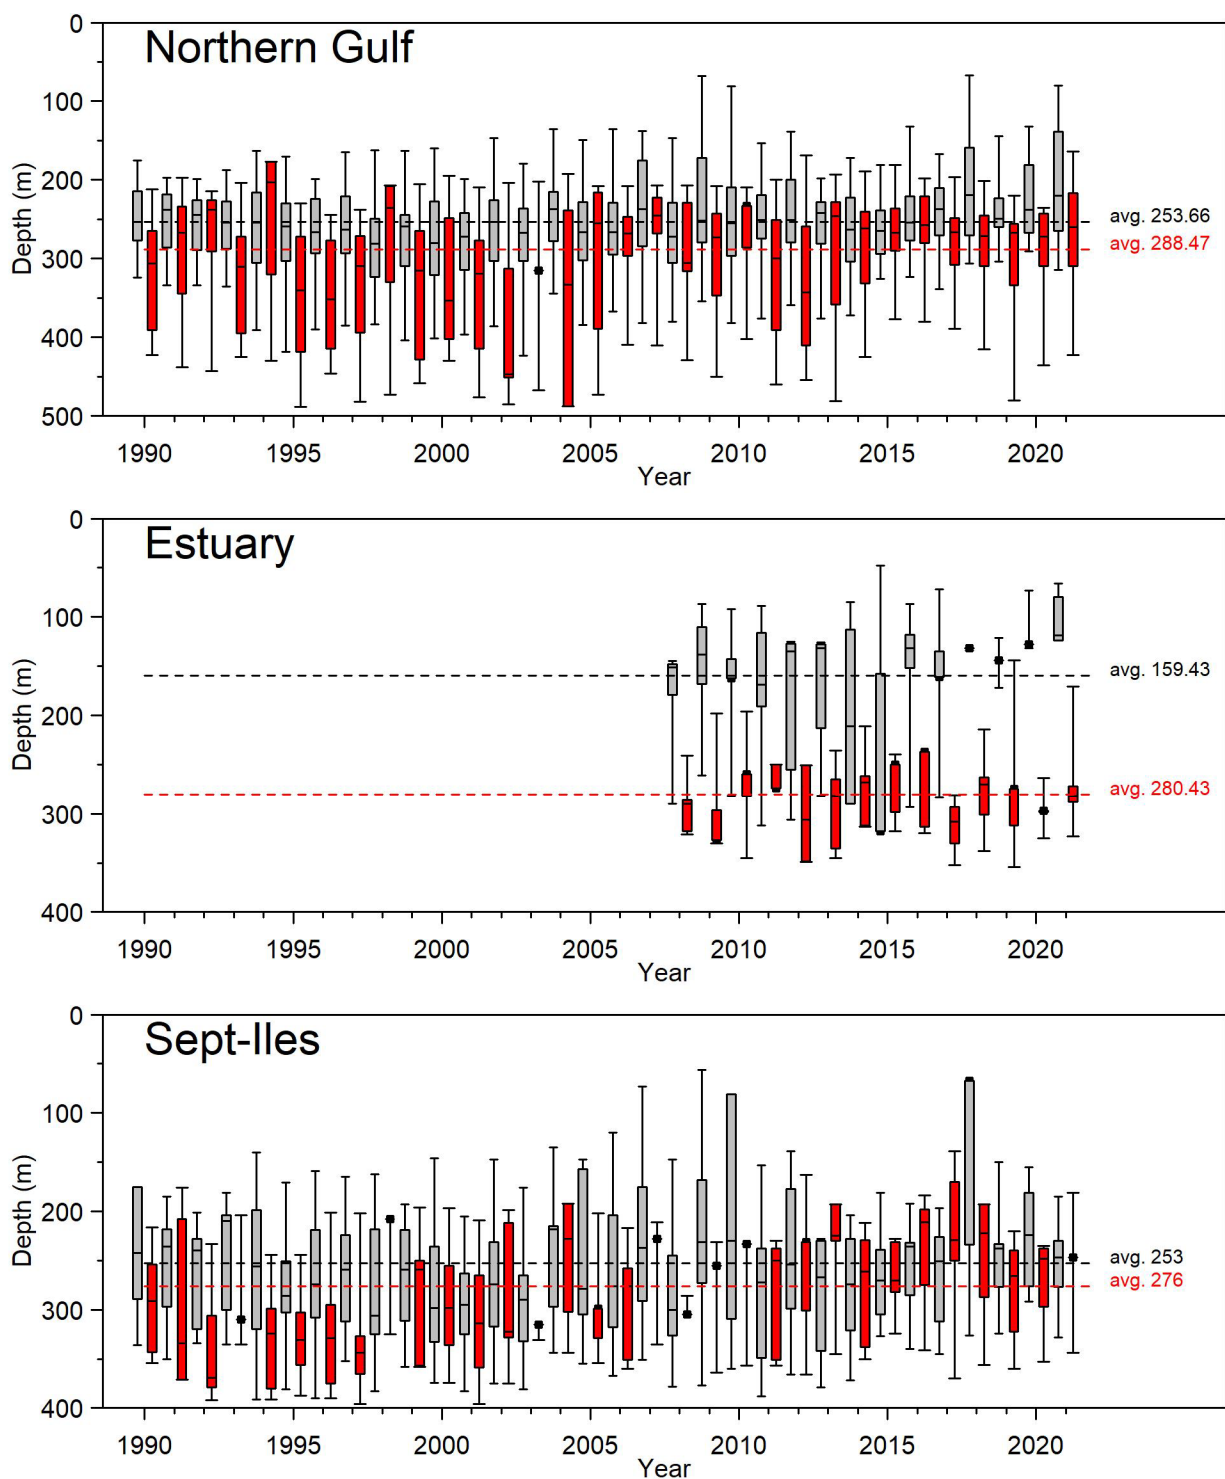 Northern Gulf
0
100
200
300
400
500
Depth (m)
avg. 253.66
avg. 288.47
1990 1995 2000 2005 2010 2015 2020
Year
Estuary
0
100
200
300
400
Depth (m)
avg. 159.43
avg. 280.43
1990 1995 2000 2005 2010 2015 2020
Year
Sept-Iles
0
100
200
300
400
Depth (m)
avg. 253
avg. 276
1990 1995 2000 2005 2010 2015 2020
Year